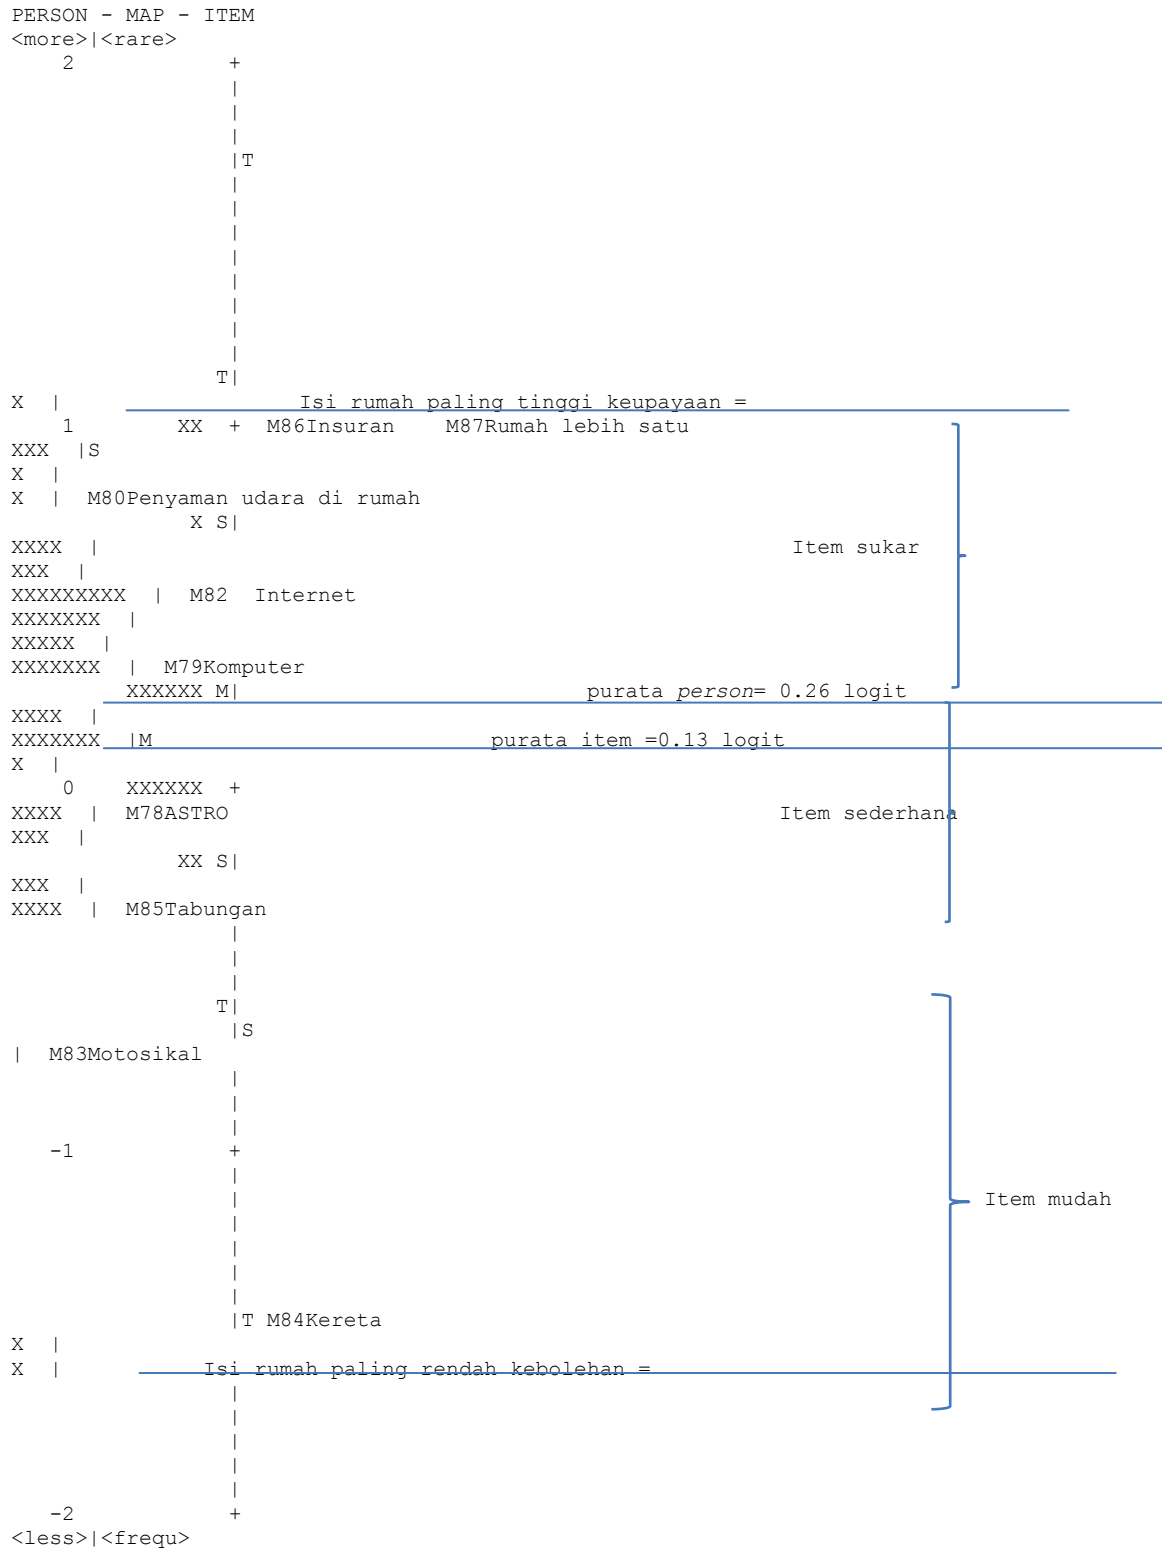 PERSON - MAP - ITEM
<more>|<rare>
2 +
|
|
|
|T
|
|
|
|
|
|
|
|
T|
X | Isi rumah paling tinggi keupayaan =
1 XX + M86Insuran M87Rumah lebih satu
XXX |S
X |
X | M80Penyaman udara di rumah
X S|
XXXX | Item sukar
XXX |
XXXXXXXXX | M82 Internet
XXXXXXX |
XXXXX |
XXXXXXX | M79Komputer
XXXXXX M| purata person= 0.26 logit
XXXX |
XXXXXXX |M purata item =0.13 logit
X |
0 XXXXXX +
XXXX | M78ASTRO Item sederhana
XXX |
XX S|
XXX |
XXXX | M85Tabungan
|
|
|
T|
|S
| M83Motosikal
|
|
|
-1 +
|
| Item mudah
|
|
|
|
|T M84Kereta
X |
X | Isi rumah paling rendah kebolehan =
|
|
|
|
|
-2 +
<less>|<frequ>